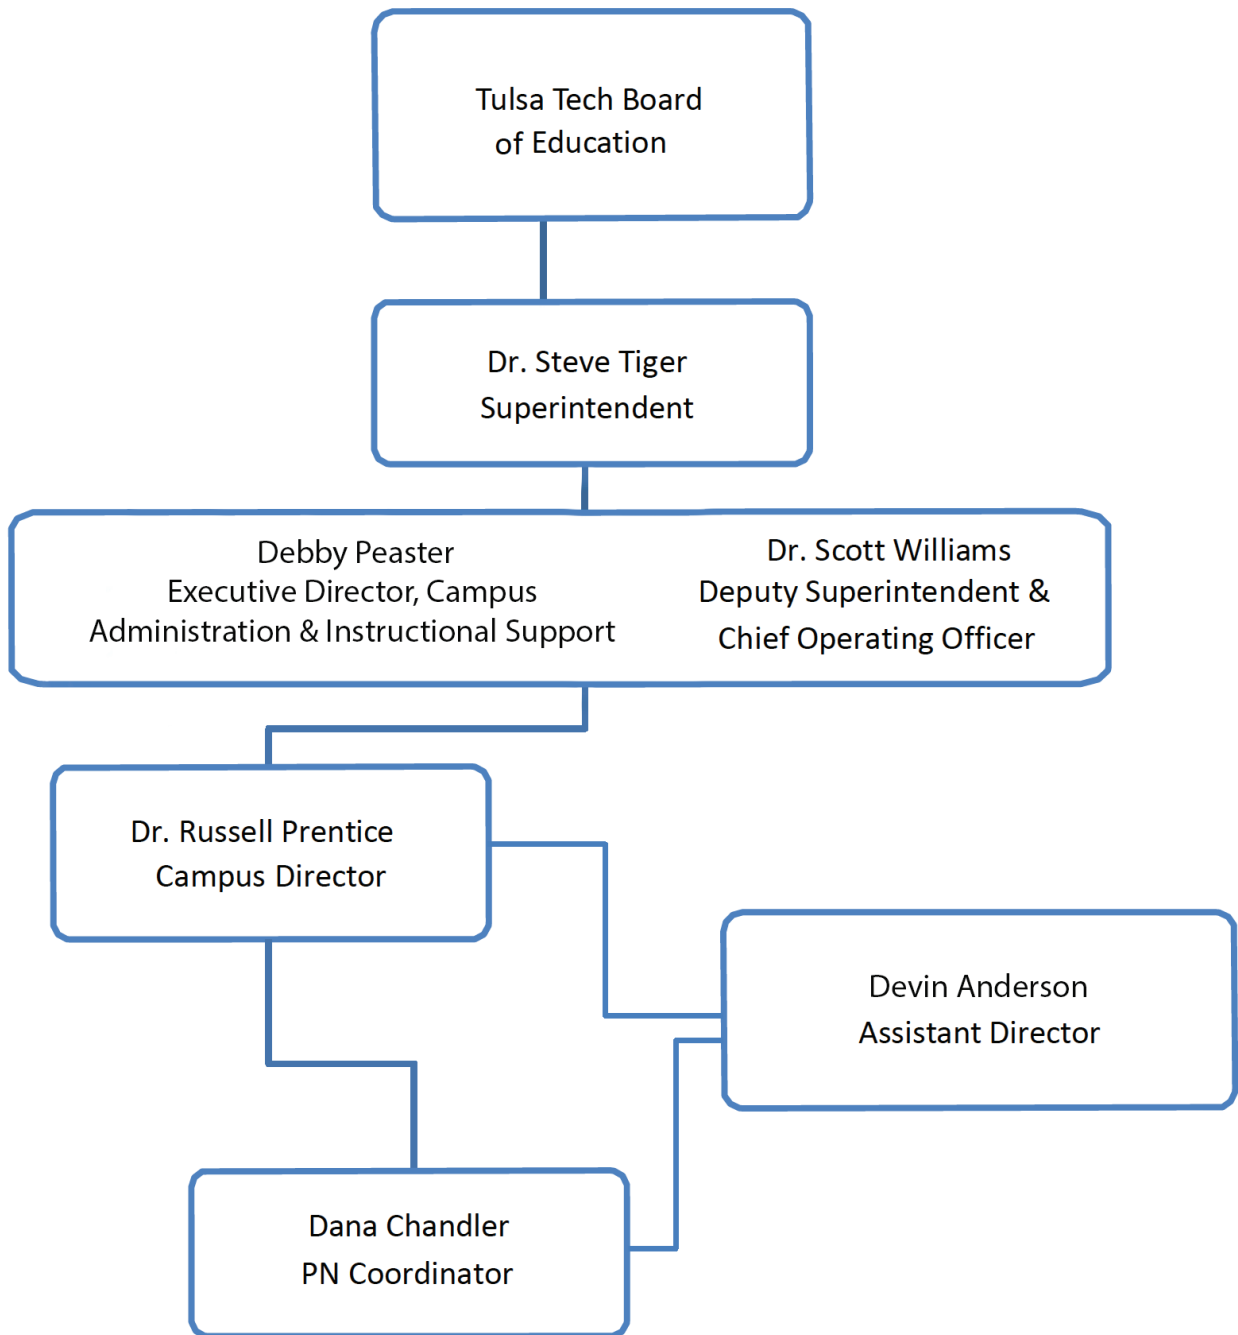 Tulsa Tech Board
of Education
Dr. Steve Tiger
Superintendent
Debby Peaster
Executive Director, Campus
Administration & Instructional Support
Dr. Scott Williams
Deputy Superintendent &
Chief Operating Officer
Dr. Russell Prentice
Campus Director
Devin Anderson
Assistant Director
Dana Chandler
PN Coordinator